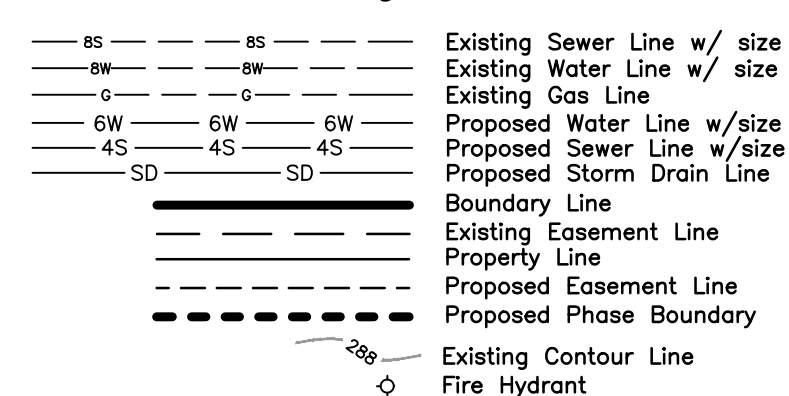 8S 8S Existing Sewer Line w/ size
8W 8W Existing Water Line w/ size
G G Existing Gas Line
6W 6W 6W Proposed Water Line w/size
4S 4S 4S Proposed Sewer Line w/size
SD SD Proposed Storm Drain Line
Boundary Line
Existing Easement Line
Property Line
Proposed Easement Line
Proposed Phase Boundary
288 Existing Contour Line
Fire Hydrant